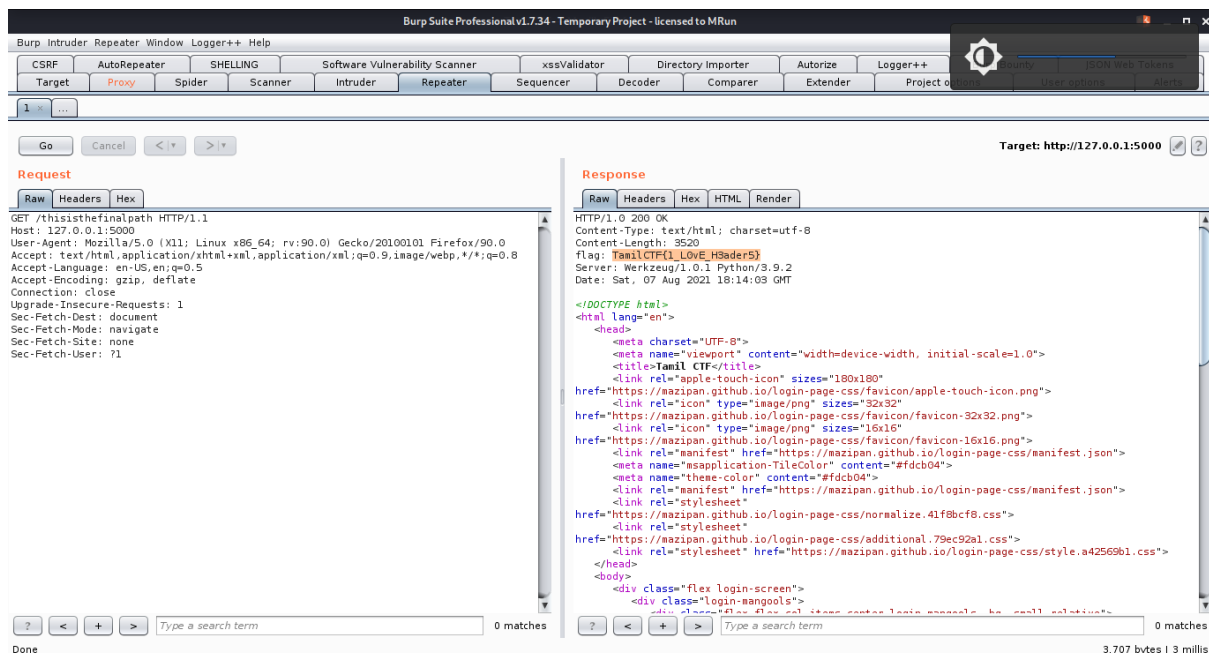 Burp Suite Professional v1.7.34 - Temporary Project - licensed to MRun
Burp Intruder Repeater Window Logger++ Help
CSRF AutoRepeater SHELLING Software Vulnerability Scanner xssValidator Directory Importer Autorize Logger++ JSON Web Tokens
Target Proxy Spider Scanner Intruder Repeater Sequencer Decoder Comparer Extender Project options User options Alerts
1 × ...
Go Cancel < > Target: http://127.0.0.1:5000 ?
Request
Raw Headers Hex
GET /thisisthefinalpath HTTP/1.1
Host: 127.0.0.1:5000
User-Agent: Mozilla/5.0 (X11; Linux x86_64; rv:90.0) Gecko/20100101 Firefox/90.0
Accept: text/html,application/xhtml+xml,application/xml;q=0.9,image/webp,*/*;q=0.8
Accept-Language: en-US,en;q=0.5
Accept-Encoding: gzip, deflate
Connection: close
Upgrade-Insecure-Requests: 1
Sec-Fetch-Dest: document
Sec-Fetch-Mode: navigate
Sec-Fetch-Site: none
Sec-Fetch-User: ?1
? < + > Type a search term 0 matches
Response
Raw Headers Hex HTML Render
HTTP/1.0 200 OK
Content-Type: text/html; charset=utf-8
Content-Length: 3520
flag: TamilCTF{1_L0vE_H3ader5}
Server: Werkzeug/1.0.1 Python/3.9.2
Date: Sat, 07 Aug 2021 18:14:03 GMT
<!DOCTYPE html>
<html lang="en">
<head>
<meta charset="UTF-8">
<meta name="viewport" content="width=device-width, initial-scale=1.0">
<title>Tamil CTF</title>
<link rel="apple-touch-icon" sizes="180x180"
href="https://mazipan.github.io/login-page-css/favicon/apple-touch-icon.png">
<link rel="icon" type="image/png" sizes="32x32"
href="https://mazipan.github.io/login-page-css/favicon/favicon-32x32.png">
<link rel="icon" type="image/png" sizes="16x16"
href="https://mazipan.github.io/login-page-css/favicon/favicon-16x16.png">
<link rel="manifest" href="https://mazipan.github.io/login-page-css/manifest.json">
<meta name="msapplication-TileColor" content="#fdcb04">
<meta name="theme-color" content="#fdcb04">
<link rel="manifest" href="https://mazipan.github.io/login-page-css/manifest.json">
<link rel="stylesheet"
href="https://mazipan.github.io/login-page-css/normalize.41f8bcf8.css">
<link rel="stylesheet"
href="https://mazipan.github.io/login-page-css/additional.79ec92a1.css">
<link rel="stylesheet" href="https://mazipan.github.io/login-page-css/style.a42569b1.css">
</head>
<body>
<div class="flex login-screen">
<div class="login-mangools">
? < + > Type a search term 0 matches
Done 3,707 bytes | 3 millis